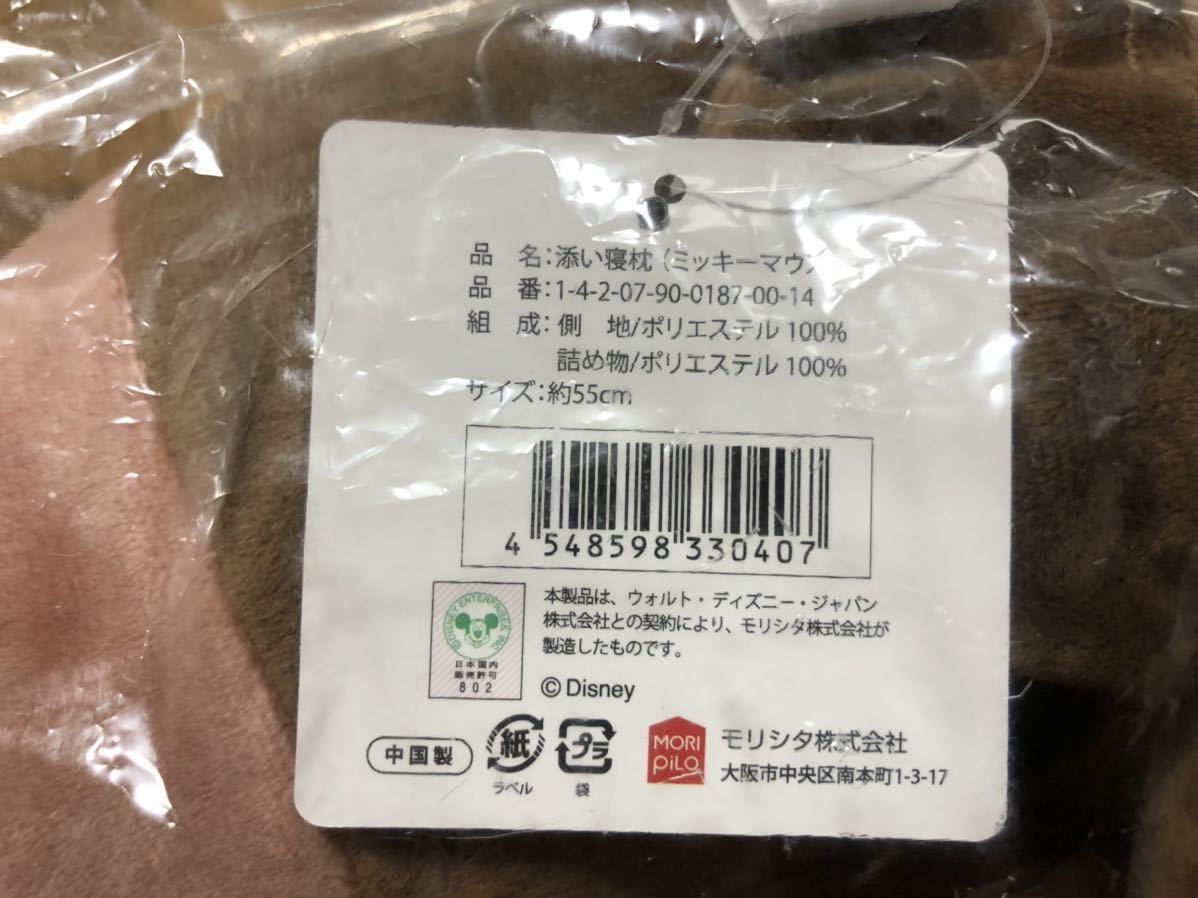 品 名：添い寝枕（ミッキーマウス
品 番：1-4-2-07-90-0187-00-14
組 成：側 地/ポリエステル 100%
詰め物/ポリエステル 100%
サイズ：約55cm
4 548598 330407
本製品は、ウォルト・ディズニー・ジャパン
株式会社との契約により、モリシタ株式会社が
製造したものです。
© DISNEY ENTERPRISES, INC.
日本国内
販売許可
802
© Disney
中国製
紙
ラベル
プラ
袋
MORI
PiLO
モリシタ株式会社
大阪市中央区南本町1-3-17